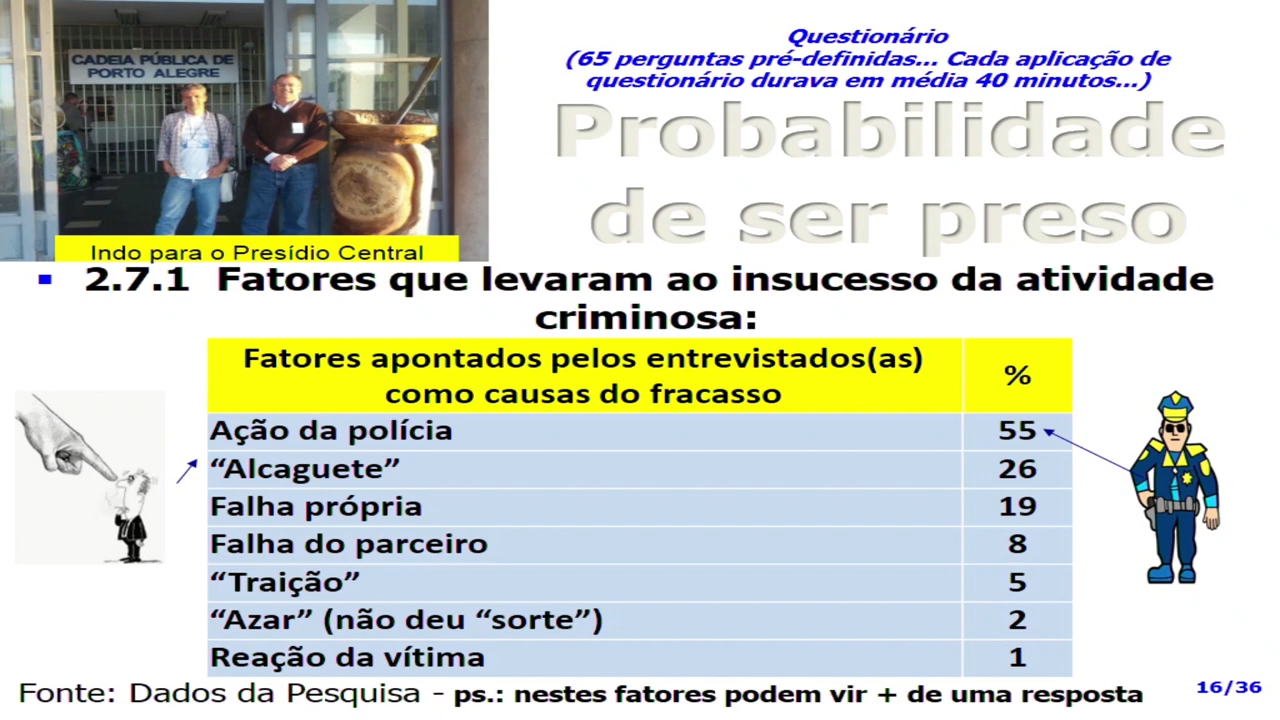 CADEIA PÚBLICA DE
PORTO ALEGRE
Indo para o Presídio Central
Questionário
(65 perguntas pré-definidas... Cada aplicação de
questionário durava em média 40 minutos...)
Probabilidade
de ser preso
2.7.1 Fatores que levaram ao insucesso da atividade
criminosa:
Fatores apontados pelos entrevistados(as)
como causas do fracasso
%
Ação da polícia 55
“Alcaguete” 26
Falha própria 19
Falha do parceiro 8
“Traição” 5
“Azar” (não deu “sorte”) 2
Reação da vítima 1
Fonte: Dados da Pesquisa - ps.: nestes fatores podem vir + de uma resposta
16/36